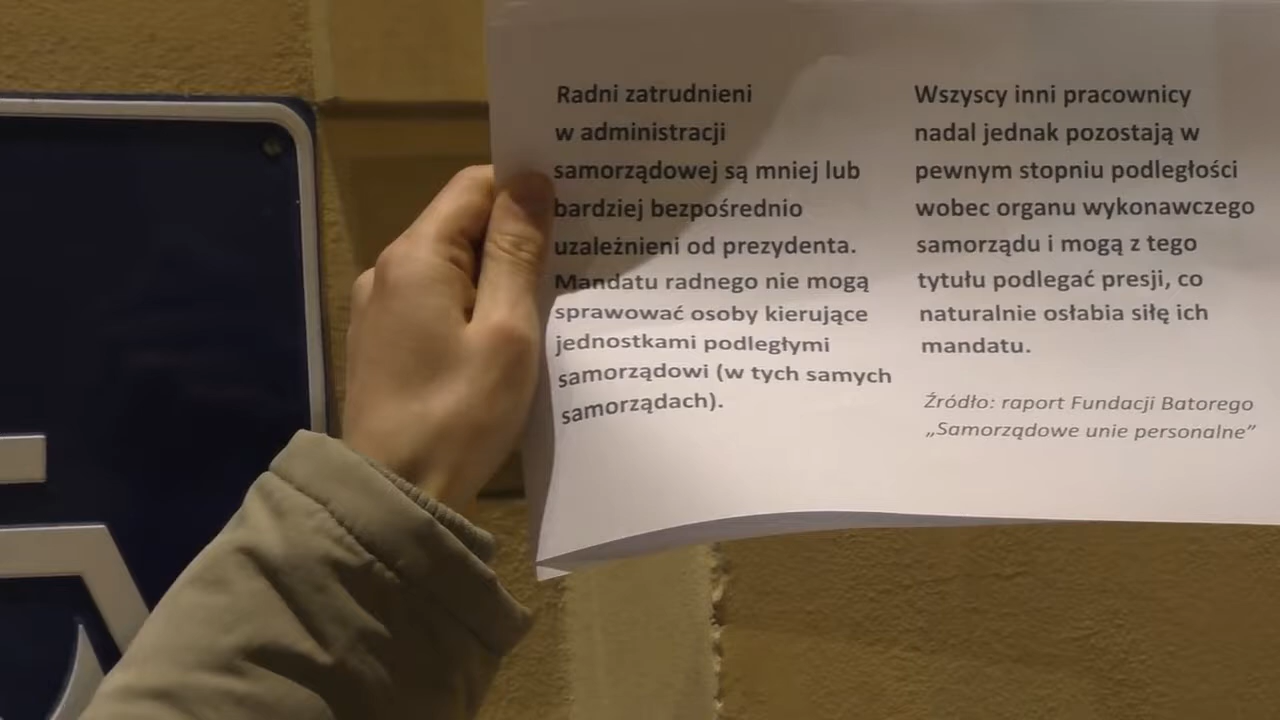 Radni zatrudnieni
w administracji
samorządowej są mniej lub
bardziej bezpośrednio
uzależnieni od prezydenta.
Mandatu radnego nie mogą
sprawować osoby kierujące
jednostkami podległymi
samorządowi (w tych samych
samorządach).
Wszyscy inni pracownicy
nadal jednak pozostają w
pewnym stopniu podległości
wobec organu wykonawczego
samorządu i mogą z tego
tytułu podlegać presji, co
naturalnie osłabia siłę ich
mandatu.
Źródło: raport Fundacji Batorego
„Samorządowe unie personalne”